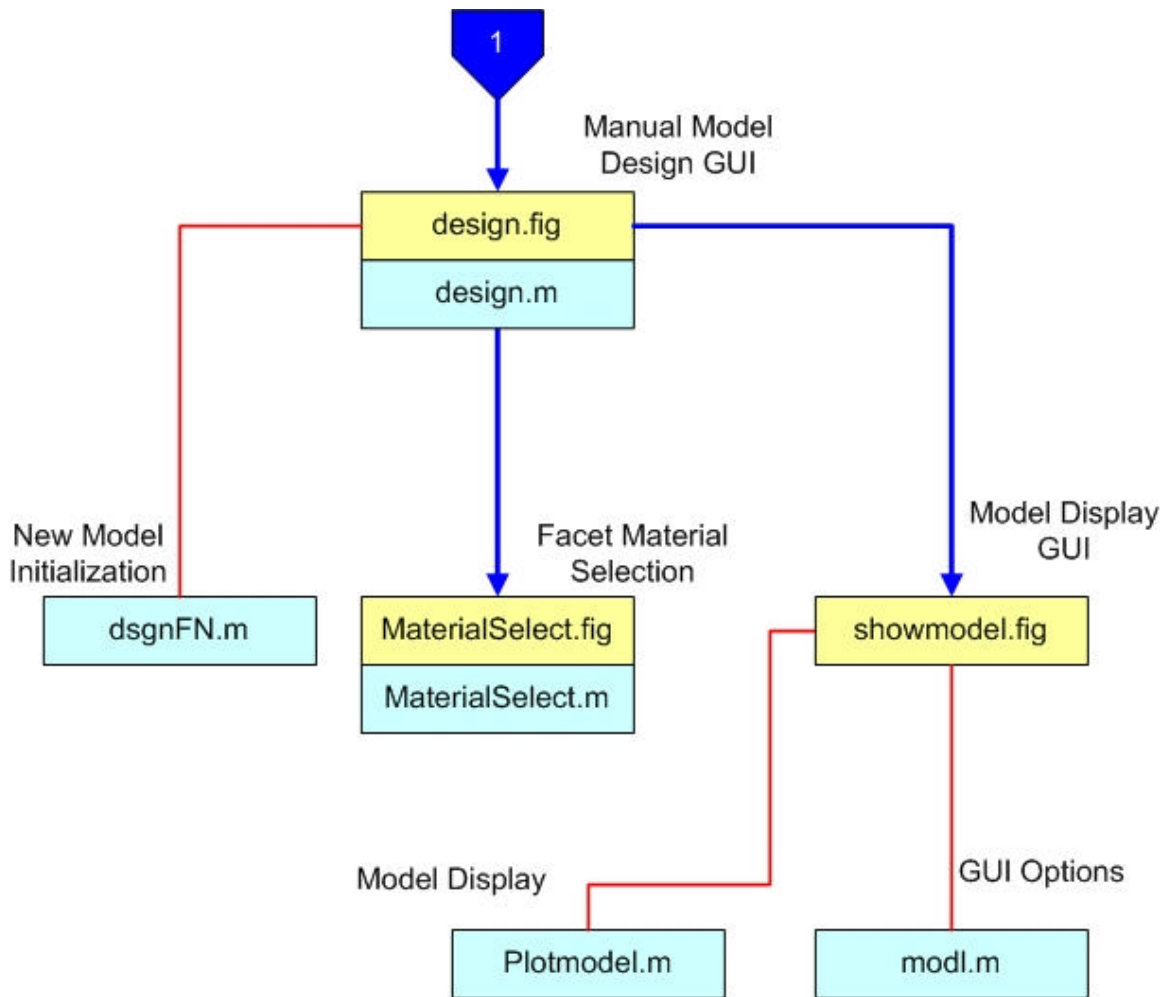 1
Manual Model
Design GUI
design.fig
design.m
New Model
Initialization
Facet Material
Selection
Model Display
GUI
dsgnFN.m
MaterialSelect.fig
MaterialSelect.m
showmodel.fig
Model Display
GUI Options
Plotmodel.m
modl.m